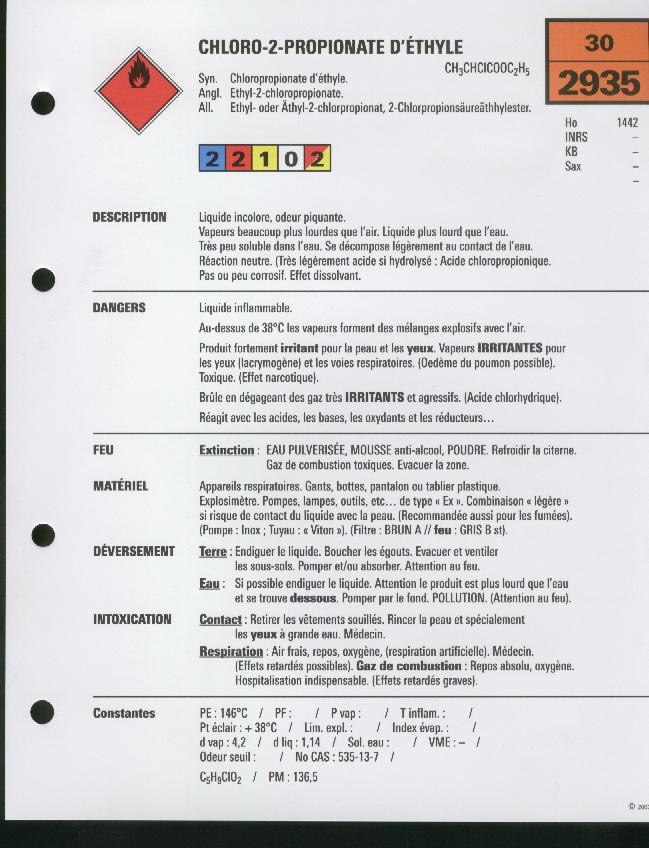 CHLORO-2-PROPIONATE D'ÉTHYLE
CH₃CHClCOOC₂H₅
30
2935
Syn. Chloropropionate d'éthyle.
Angl. Ethyl-2-chloropropionate.
All. Ethyl- oder Äthyl-2-chlorpropionat, 2-Chlorpropionsäureäthhylester.
Ho 1442
INRS –
KB –
Sax –
–
2 2 1 0 2
DESCRIPTION Liquide incolore, odeur piquante.
Vapeurs beaucoup plus lourdes que l'air. Liquide plus lourd que l'eau.
Très peu soluble dans l'eau. Se décompose légèrement au contact de l'eau.
Réaction neutre. (Très légèrement acide si hydrolysé : Acide chloropropionique.
Pas ou peu corrosif. Effet dissolvant.
DANGERS Liquide inflammable.
Au-dessus de 38°C les vapeurs forment des mélanges explosifs avec l'air.
Produit fortement irritant pour la peau et les yeux. Vapeurs IRRITANTES pour
les yeux (lacrymogène) et les voies respiratoires. (Oedème du poumon possible).
Toxique. (Effet narcotique).
Brûle en dégageant des gaz très IRRITANTS et agressifs. (Acide chlorhydrique).
Réagit avec les acides, les bases, les oxydants et les réducteurs...
FEU Extinction : EAU PULVERISÉE, MOUSSE anti-alcool, POUDRE. Refroidir la citerne.
Gaz de combustion toxiques. Evacuer la zone.
MATÉRIEL Appareils respiratoires. Gants, bottes, pantalon ou tablier plastique.
Explosimètre. Pompes, lampes, outils, etc... de type « Ex ». Combinaison « légère »
si risque de contact du liquide avec la peau. (Recommandée aussi pour les fumées).
(Pompe : Inox ; Tuyau : « Viton »). (Filtre : BRUN A // feu : GRIS B st).
DÉVERSEMENT Terre : Endiguer le liquide. Boucher les égouts. Evacuer et ventiler
les sous-sols. Pomper et/ou absorber. Attention au feu.
Eau : Si possible endiguer le liquide. Attention le produit est plus lourd que l'eau
et se trouve dessous. Pomper par le fond. POLLUTION. (Attention au feu).
INTOXICATION Contact : Retirer les vêtements souillés. Rincer la peau et spécialement
les yeux à grande eau. Médecin.
Respiration : Air frais, repos, oxygène, (respiration artificielle). Médecin.
(Effets retardés possibles). Gaz de combustion : Repos absolu, oxygène.
Hospitalisation indispensable. (Effets retardés graves).
Constantes PE : 146°C / PF : / P vap : / T inflam. : /
Pt éclair : + 38°C / Lim. expl. : / Index évap. : /
d vap : 4,2 / d liq : 1,14 / Sol. eau : / VME : – /
Odeur seuil : / No CAS : 535-13-7 /
C₅H₉ClO₂ / PM : 136,5